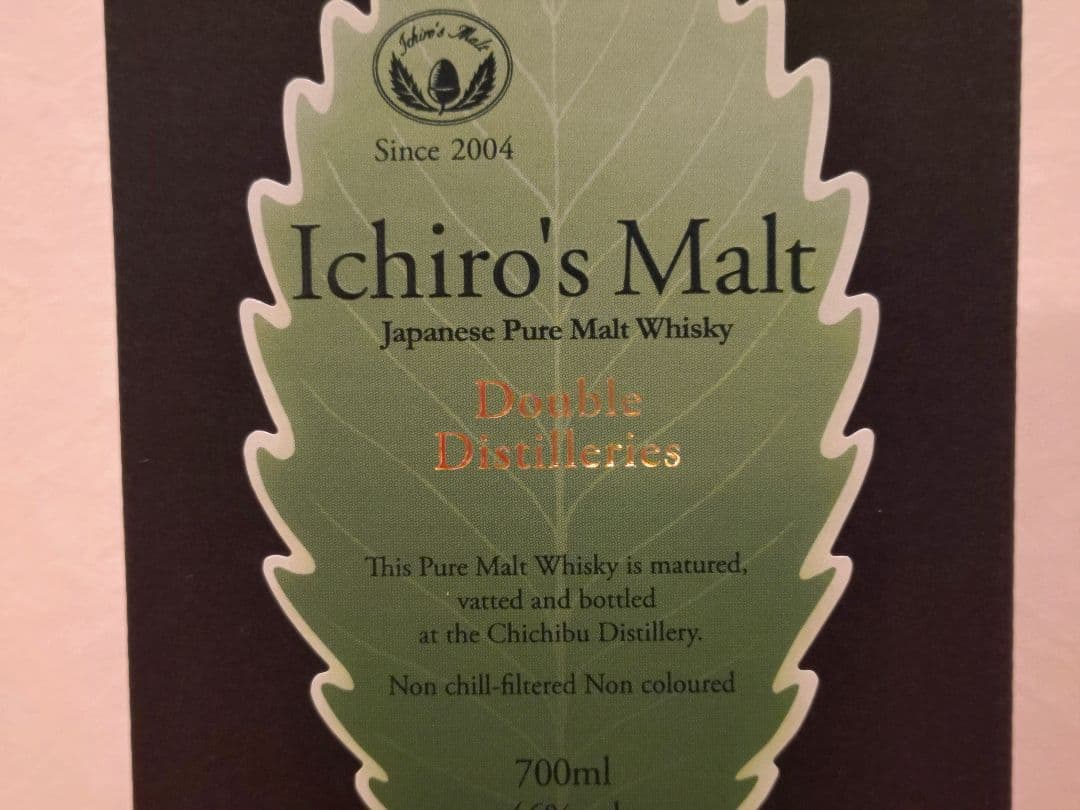 Ichiro's Malt
Since 2004
Ichiro's Malt
Japanese Pure Malt Whisky
Double
Distilleries
This Pure Malt Whisky is matured,
vatted and bottled
at the Chichibu Distillery.
Non chill-filtered Non coloured
700ml